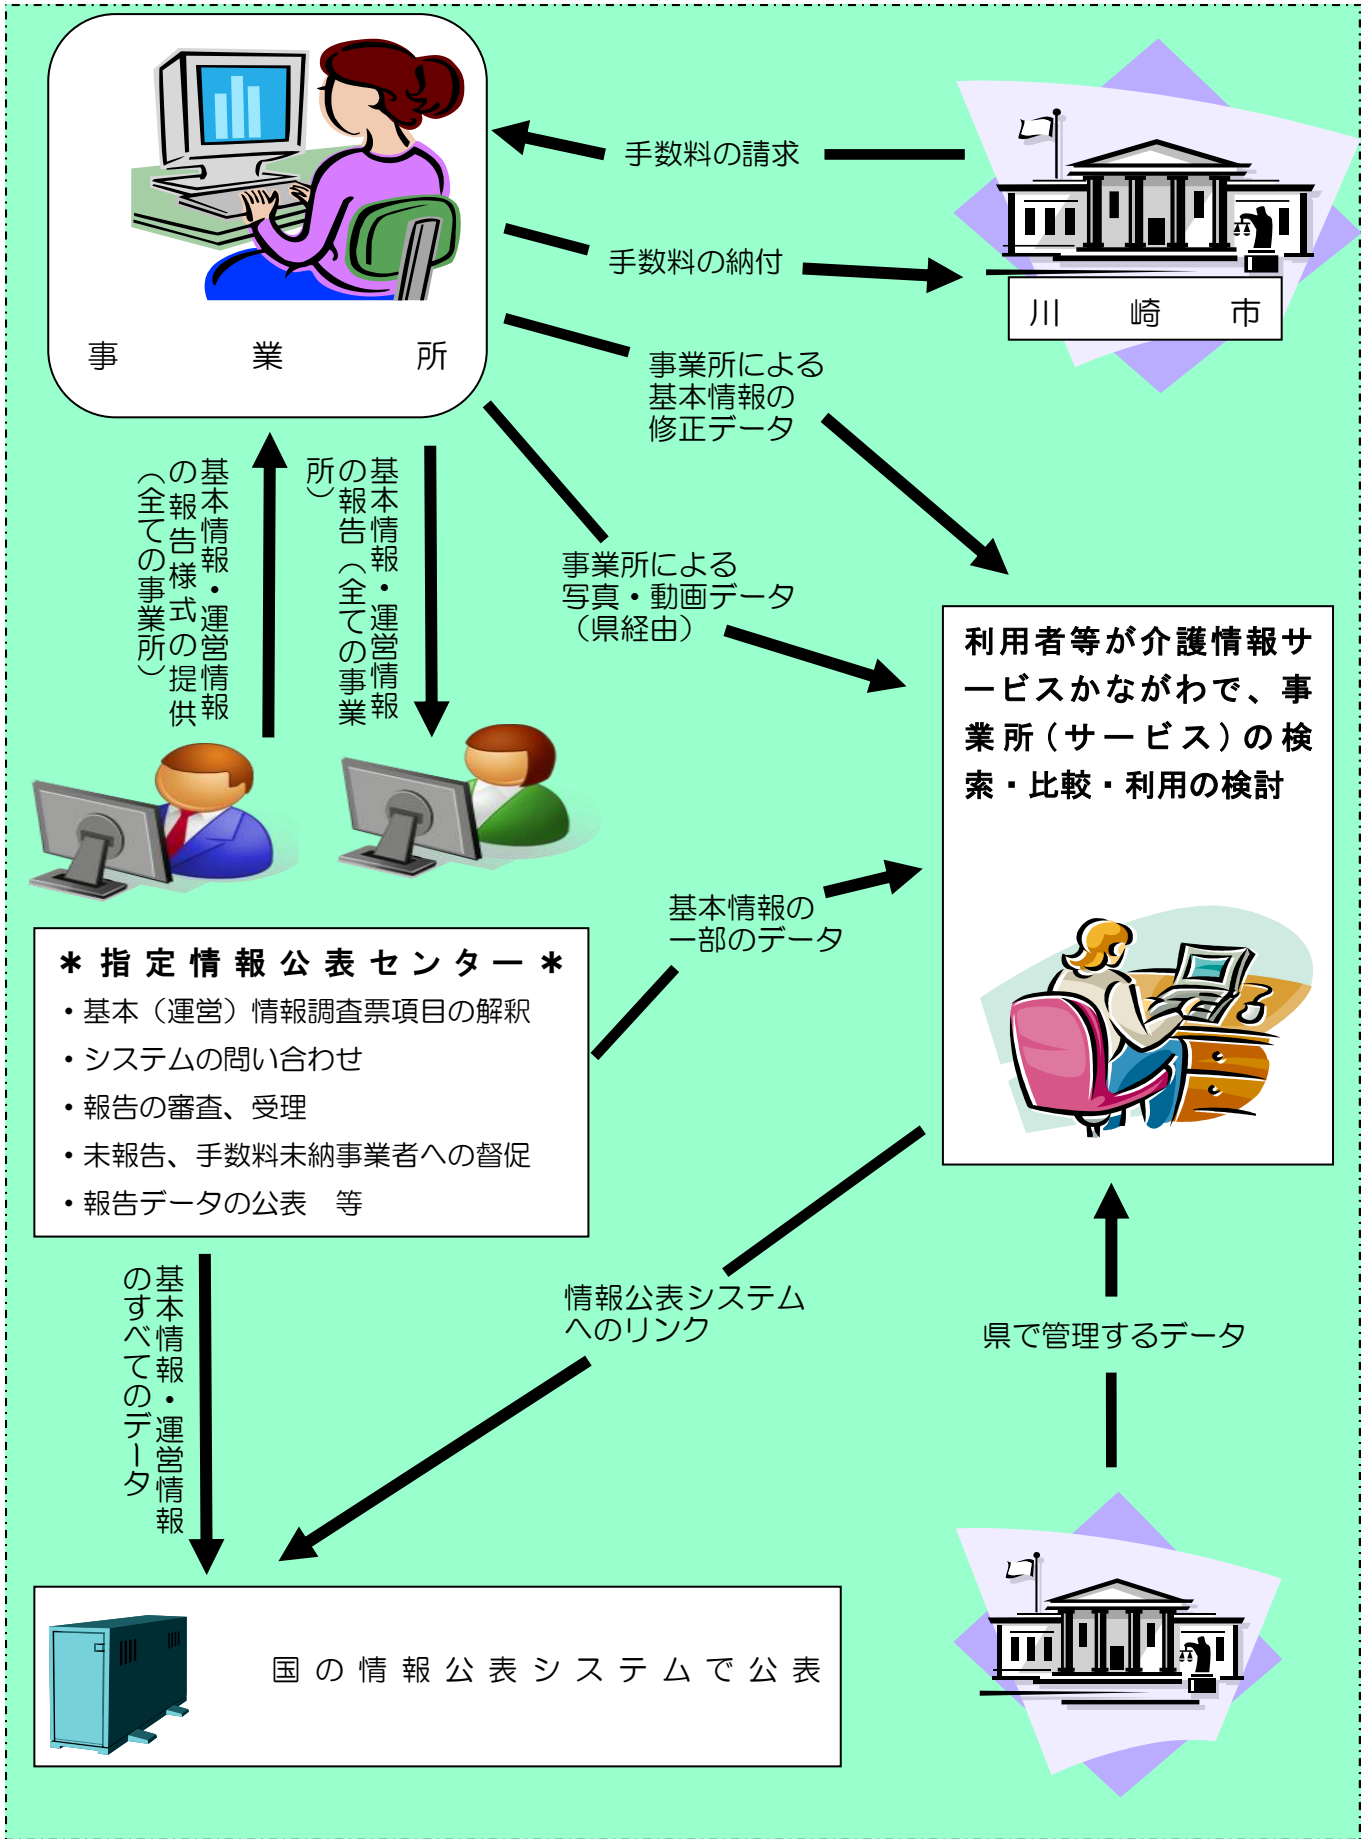 手数料の請求
手数料の納付
川崎市
事業所
事業所による
基本情報の
修正データ
基本情報・運営情報
の報告様式の提供
（全ての事業所）
基本情報・運営情報
の報告（全ての事業
所）
事業所による
写真・動画データ
（県経由）
利用者等が介護情報サ
ービスかながわで、事
業所（サービス）の検
索・比較・利用の検討
基本情報の
一部のデータ
＊指定情報公表センター＊
・基本（運営）情報調査票項目の解釈
・システムの問い合わせ
・報告の審査、受理
・未報告、手数料未納事業者への督促
・報告データの公表　等
基本情報・運営情報
のすべてのデータ
情報公表システム
へのリンク
県で管理するデータ
国の情報公表システムで公表